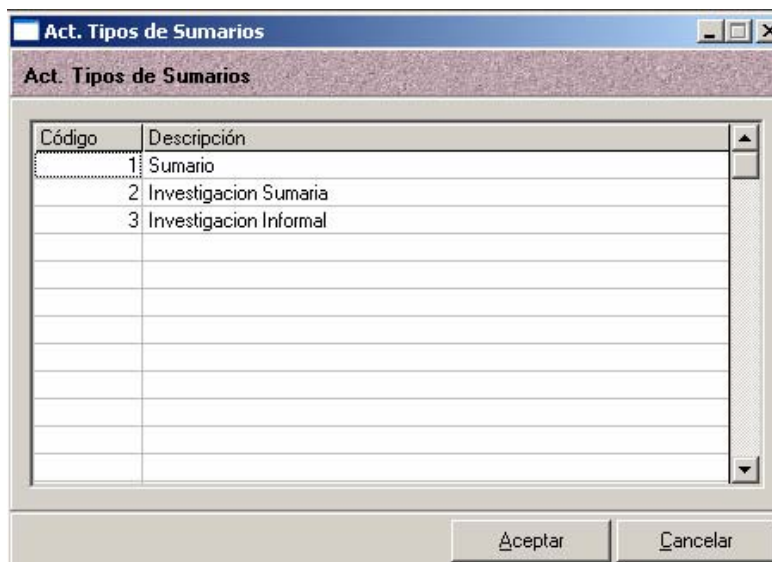 Act. Tipos de Sumarios
Act. Tipos de Sumarios
Código Descripción
1 Sumario
2 Investigacion Sumaria
3 Investigacion Informal
Aceptar Cancelar